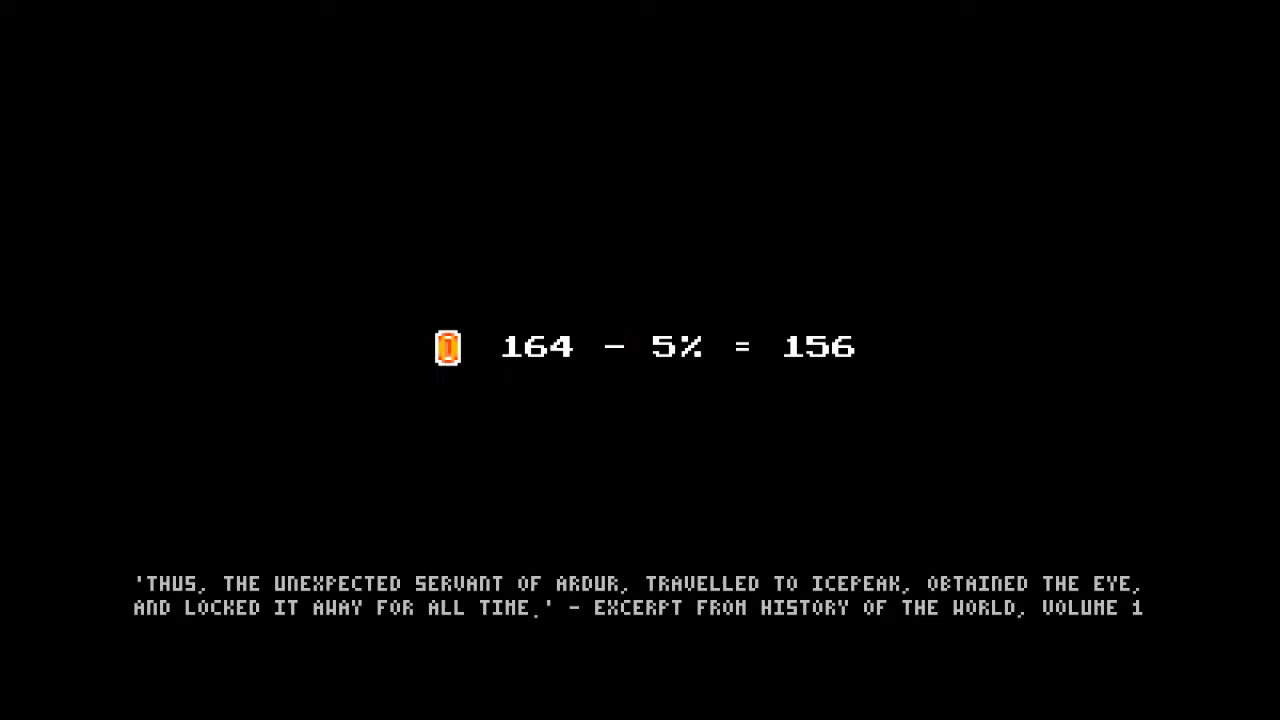 164 - 5% = 156
'THUS, THE UNEXPECTED SERVANT OF ARDUR, TRAVELLED TO ICEPEAK, OBTAINED THE EYE,
AND LOCKED IT AWAY FOR ALL TIME.' - EXCERPT FROM HISTORY OF THE WORLD, VOLUME 1